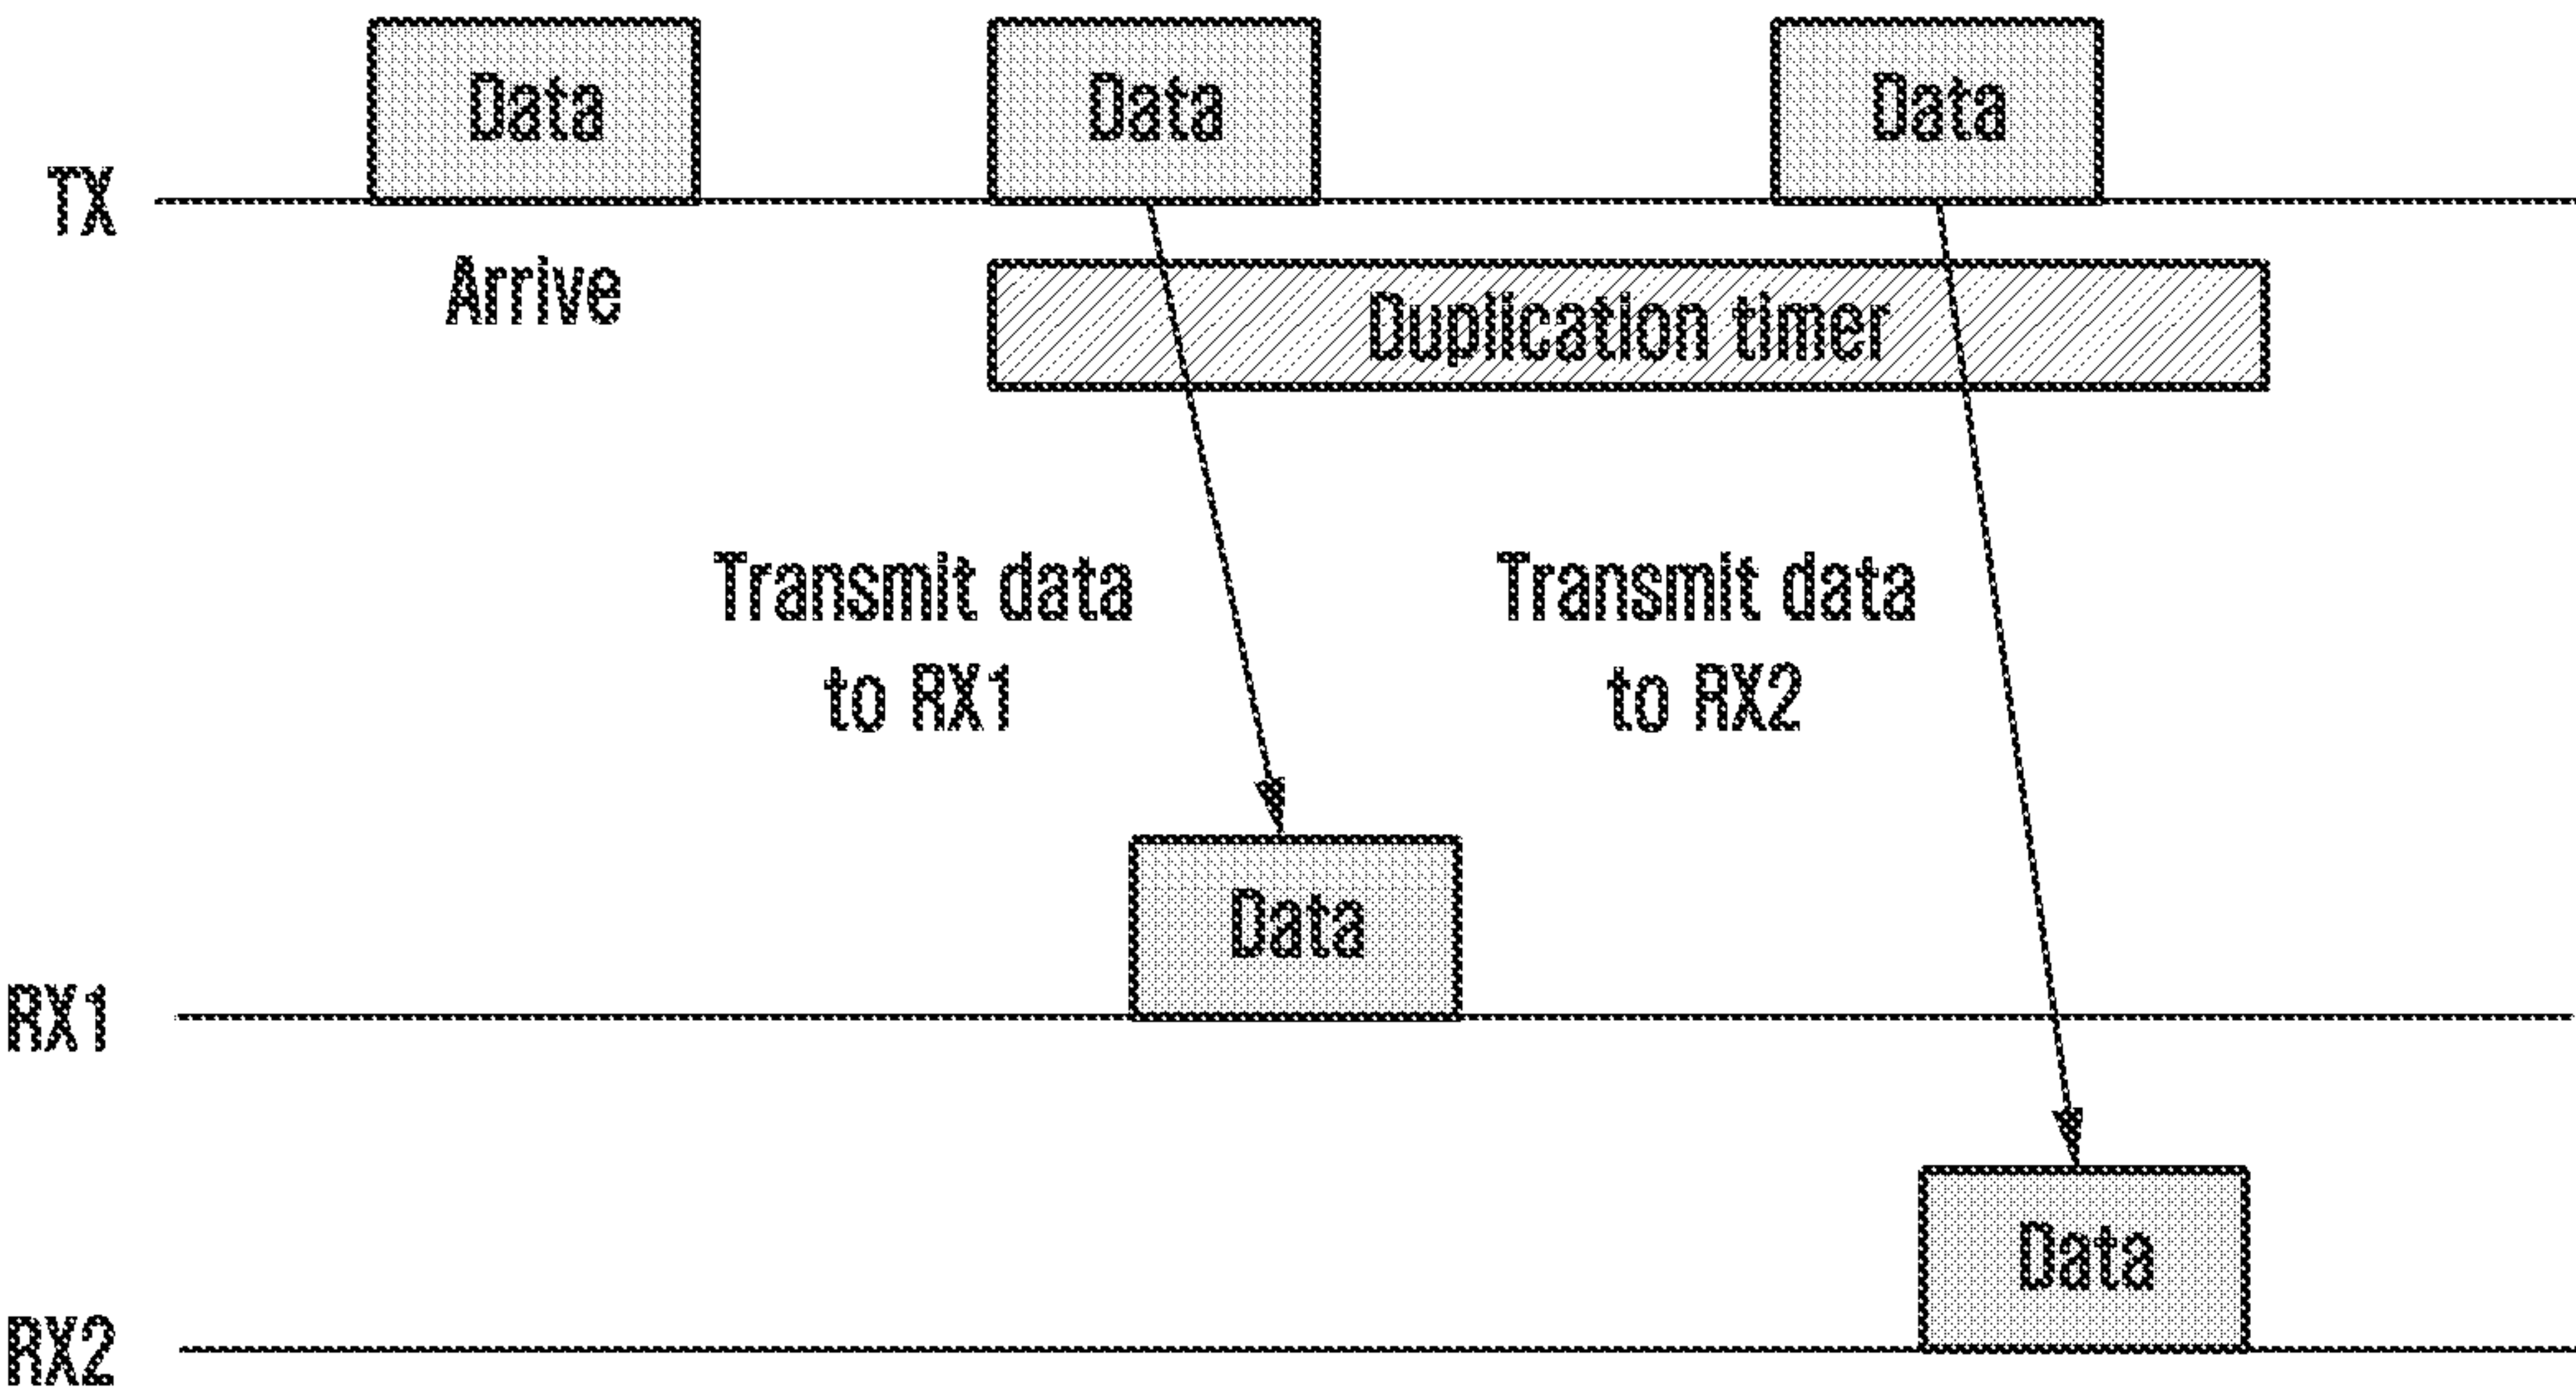 Data
Data
Data
TX
Arrive
Duplication timer
Transmit data
to RX1
Transmit data
to RX2
Data
RX1
Data
RX2